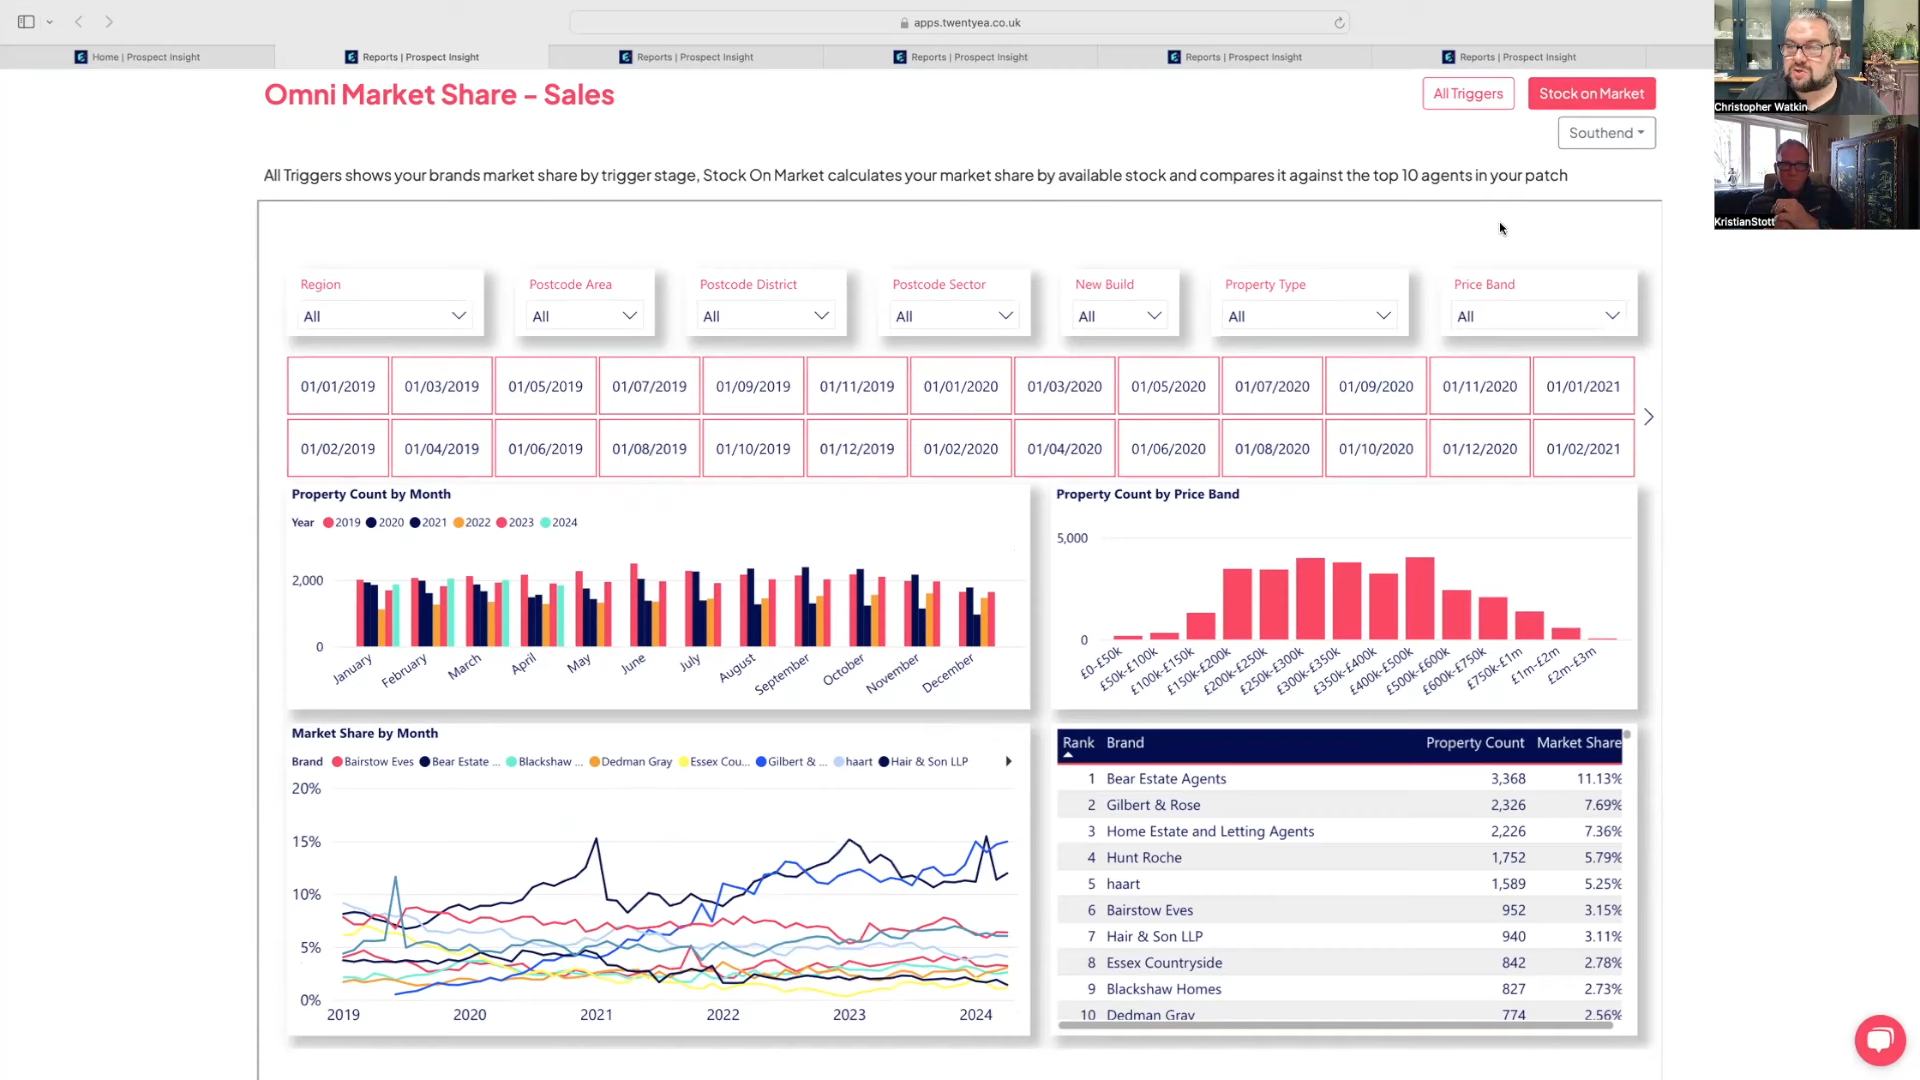 apps.twentyea.co.uk
Home | Prospect Insight
Reports | Prospect Insight
Reports | Prospect Insight
Reports | Prospect Insight
Reports | Prospect Insight
Reports | Prospect Insight
Christopher Watkin
KristianStott
Omni Market Share – Sales
All Triggers
Stock on Market
Southend
All Triggers shows your brands market share by trigger stage, Stock On Market calculates your market share by available stock and compares it against the top 10 agents in your patch
Region
Postcode Area
Postcode District
Postcode Sector
New Build
Property Type
Price Band
All
All
All
All
All
All
All
01/01/2019 01/03/2019 01/05/2019 01/07/2019 01/09/2019 01/11/2019 01/01/2020 01/03/2020 01/05/2020 01/07/2020 01/09/2020 01/11/2020 01/01/2021
01/02/2019 01/04/2019 01/06/2019 01/08/2019 01/10/2019 01/12/2019 01/02/2020 01/04/2020 01/06/2020 01/08/2020 01/10/2020 01/12/2020 01/02/2021
Property Count by Month
Year 2019 2020 2021 2022 2023 2024
2,000
0
January February March April May June July August September October November December
Property Count by Price Band
5,000
0
£0-£50k £50k-£100k £100k-£150k £150k-£200k £200k-£250k £250k-£300k £300k-£350k £350k-£400k £400k-£500k £500k-£600k £600k-£750k £750k-£1m £1m-£2m £2m-£3m
Market Share by Month
Brand Bairstow Eves Bear Estate ... Blackshaw ... Dedman Gray Essex Cou... Gilbert & ... haart Hair & Son LLP
20%
15%
10%
5%
0%
2019 2020 2021 2022 2023 2024
Rank Brand Property Count Market Share
1 Bear Estate Agents 3,368 11.13%
2 Gilbert & Rose 2,326 7.69%
3 Home Estate and Letting Agents 2,226 7.36%
4 Hunt Roche 1,752 5.79%
5 haart 1,589 5.25%
6 Bairstow Eves 952 3.15%
7 Hair & Son LLP 940 3.11%
8 Essex Countryside 842 2.78%
9 Blackshaw Homes 827 2.73%
10 Dedman Gray 774 2.56%